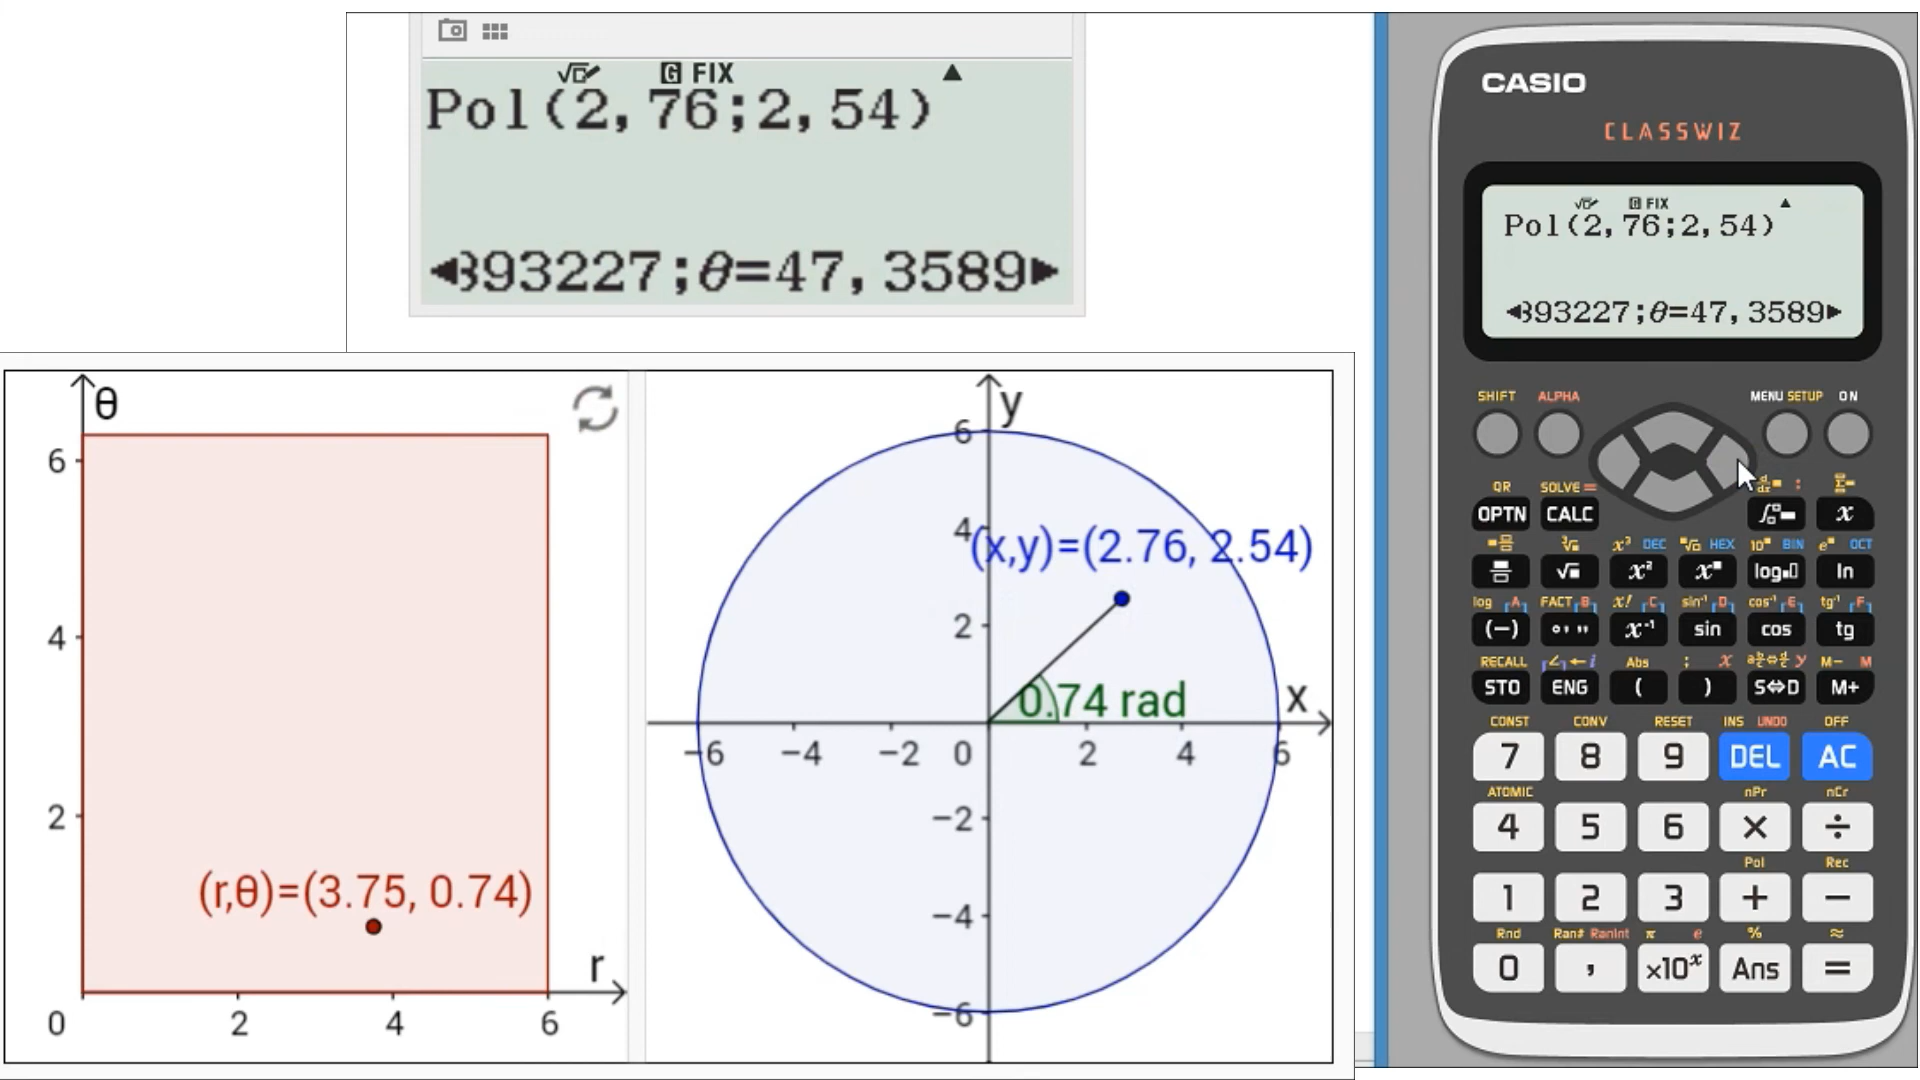 √ G FIX ▲
Pol(2,76;2,54)
◀393227;θ=47,3589▶
θ
6
4
2
0
2
4
6
r
(r,θ)=(3.75, 0.74)
y
6
4
2
−2
−4
−6
x
−6
−4
−2
0
2
4
6
(x,y)=(2.76, 2.54)
0.74 rad
CASIO
CLASSWIZ
√ G FIX ▲
Pol(2,76;2,54)
◀393227;θ=47,3589▶
SHIFT ALPHA MENU SETUP ON
QR SOLVE =
OPTN CALC x
x³ DEC HEX 10 BIN e OCT
√ x² x log ln
log A FACT B x! C sin⁻¹ D cos⁻¹ E tg⁻¹ F
(−) ° ' " x⁻¹ sin cos tg
RECALL ∠ ← i Abs ; x y M− M
STO ENG ( ) S⇔D M+
CONST CONV RESET INS UNDO OFF
7 8 9 DEL AC
ATOMIC nPr nCr
4 5 6 × ÷
Pol Rec
1 2 3 + −
Rnd Ran# RanInt π e % ≈
0 , ×10ˣ Ans =